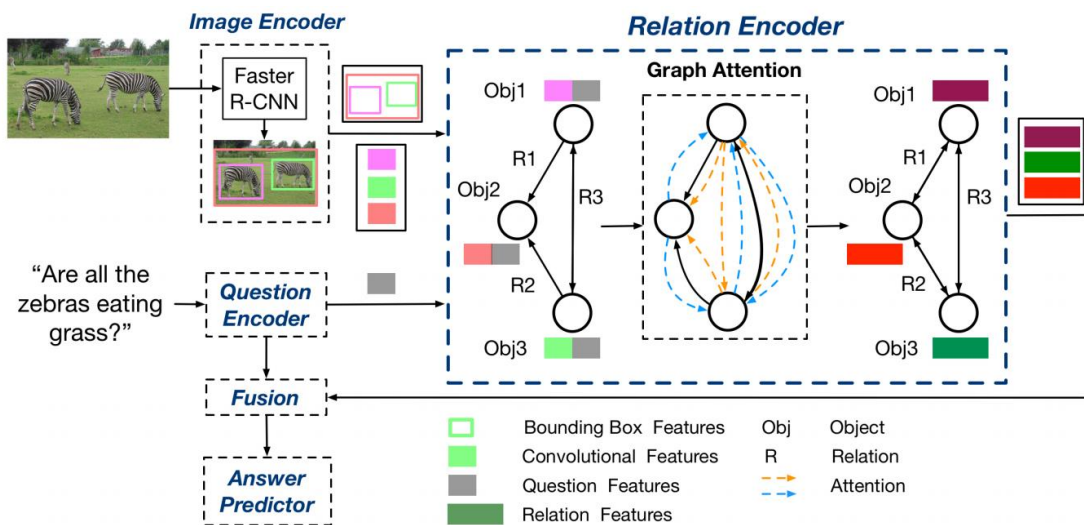 Image Encoder
Faster
R-CNN
“Are all the
zebras eating
grass?”
Question
Encoder
Fusion
Answer
Predictor
Relation Encoder
Graph Attention
Obj1
R1
Obj2
R3
R2
Obj3
Obj1
R1
Obj2
R3
R2
Obj3
Bounding Box Features
Convolutional Features
Question Features
Relation Features
Obj Object
R Relation
Attention